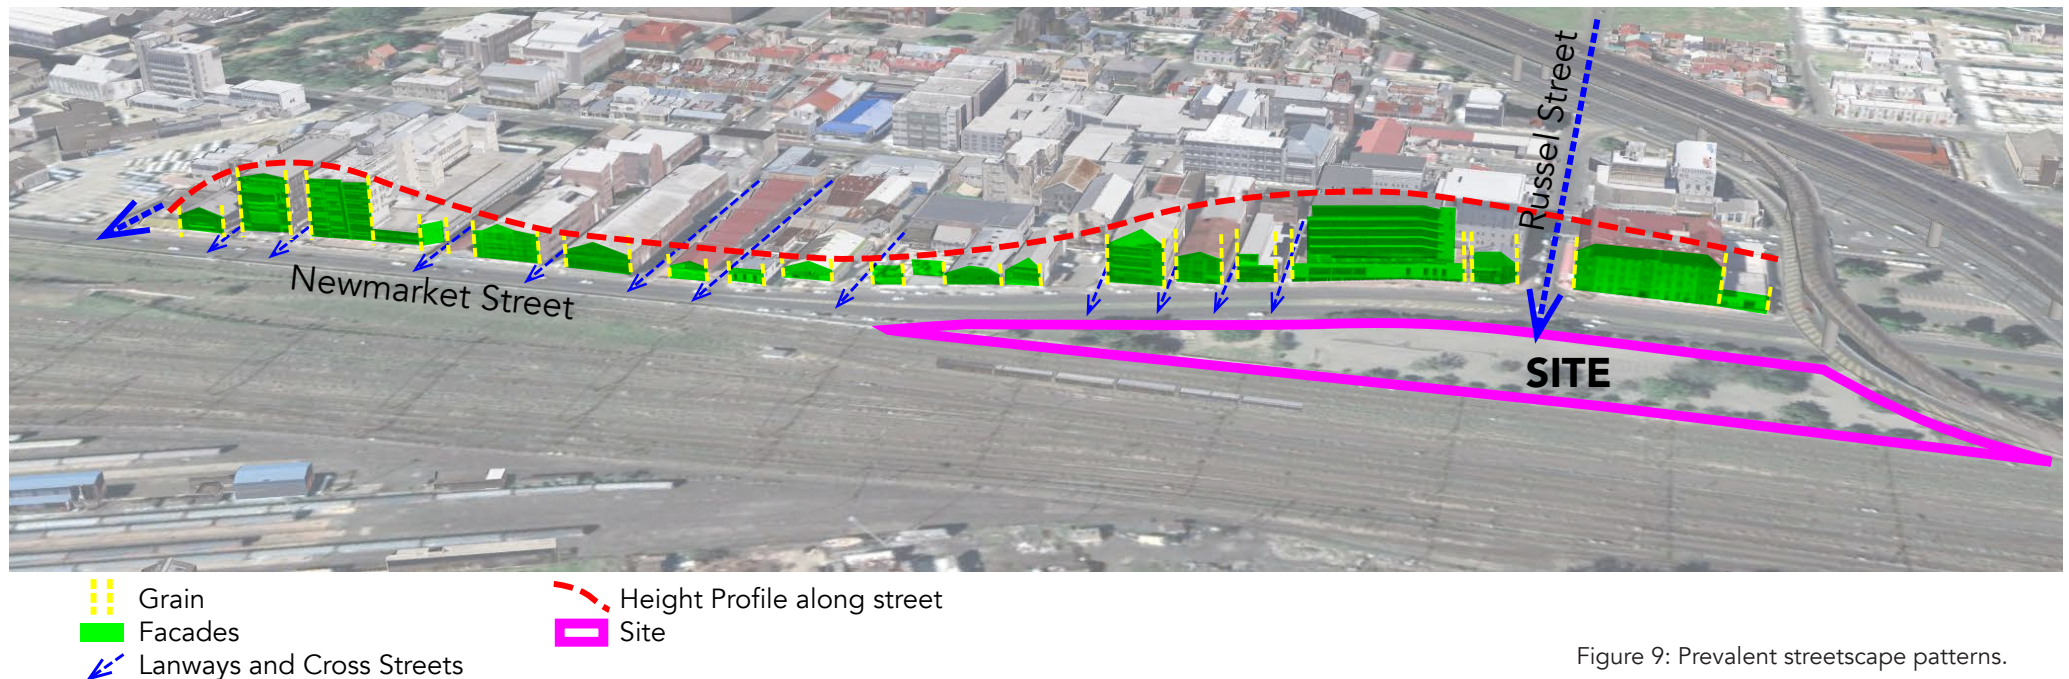 Russel Street
Newmarket Street
SITE
Grain
Facades
Lanways and Cross Streets
Height Profile along street
Site
Figure 9: Prevalent streetscape patterns.